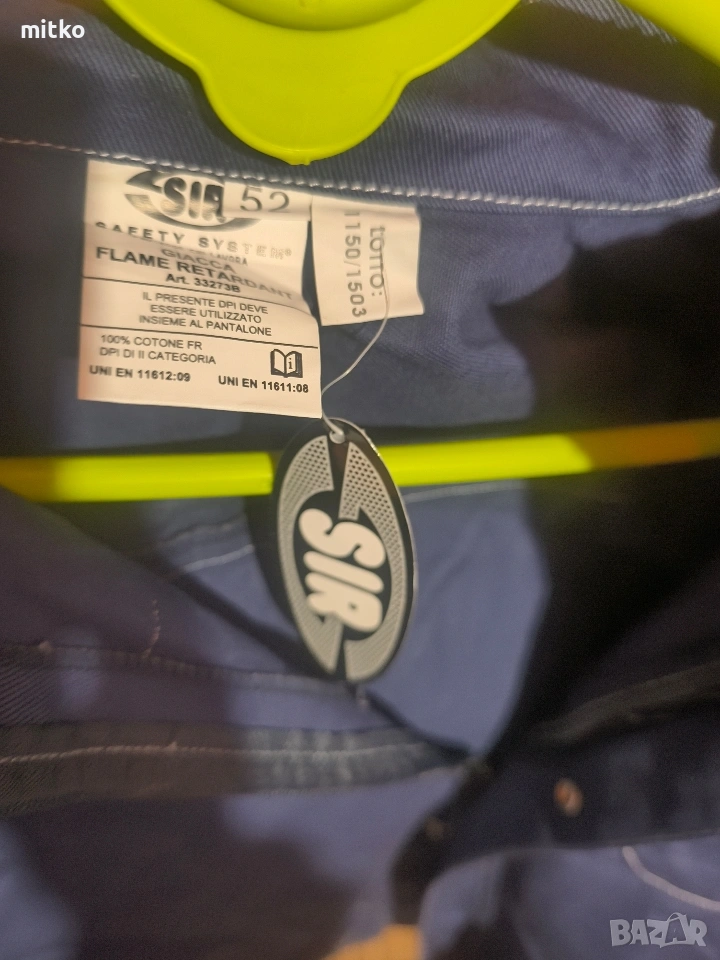 mitko
SIR 52
SAFETY SYSTEM®
GIACCA
FLAME RETARDANT
Art. 33273B
IL PRESENTE DPI DEVE
ESSERE UTILIZZATO
INSIEME AL PANTALONE
100% COTONE FR
DPI DI II CATEGORIA
UNI EN 11612:09 UNI EN 11611:08
LOTTO:
1150/1503
SIR
BAZAR